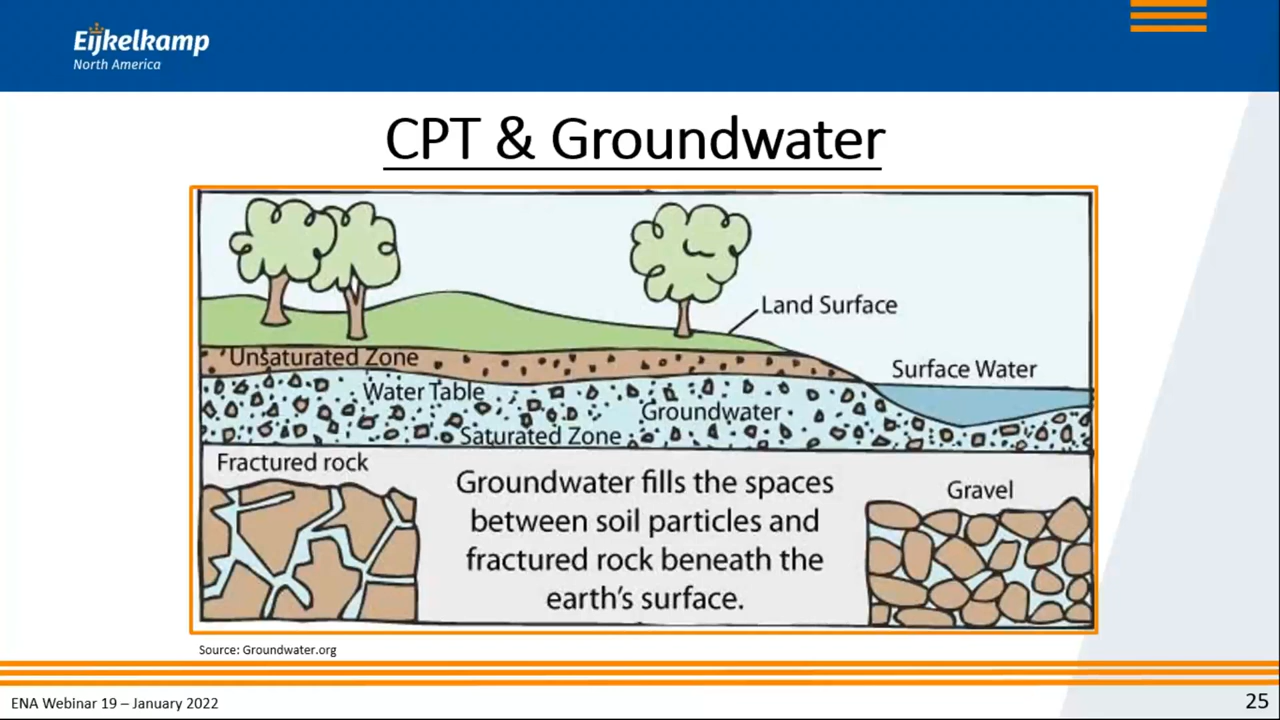 Eijkelkamp
North America
CPT & Groundwater
Land Surface
Unsaturated Zone
Surface Water
Water Table
Groundwater
Saturated Zone
Fractured rock
Groundwater fills the spaces
between soil particles and
fractured rock beneath the
earth's surface.
Gravel
Source: Groundwater.org
ENA Webinar 19 – January 2022
25